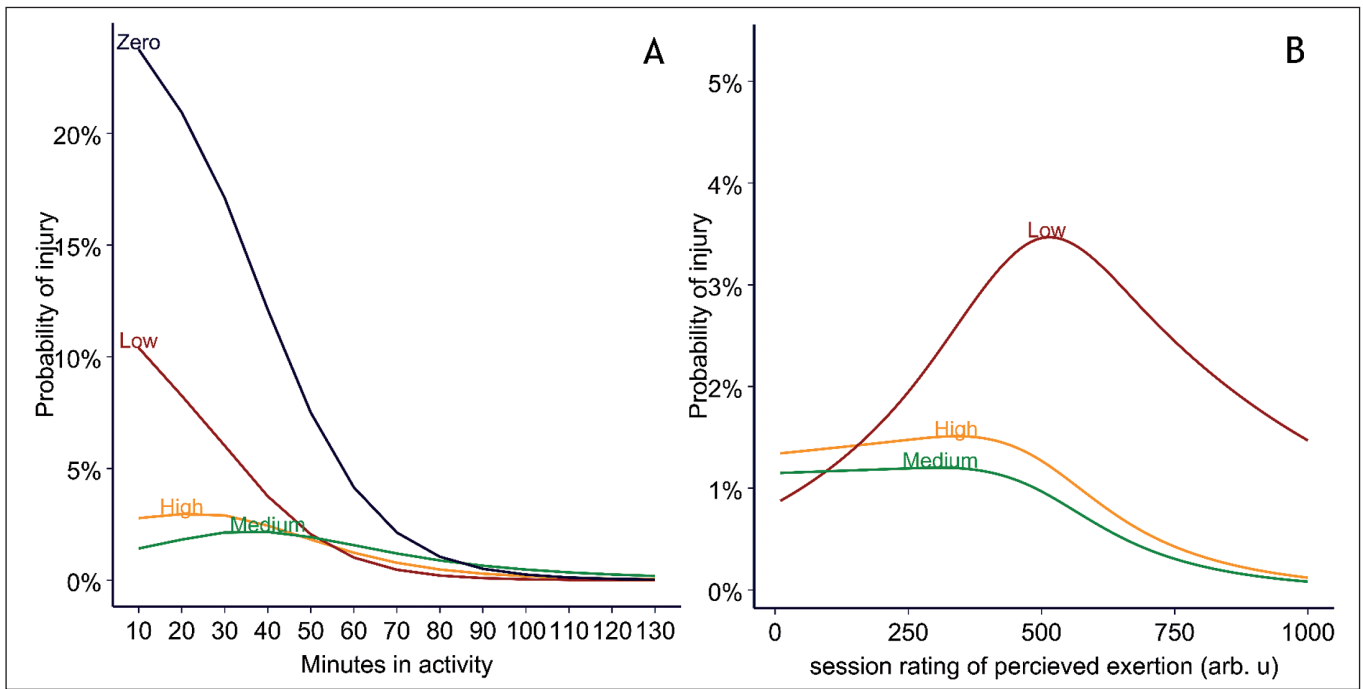 A
Zero
Low
High
Medium
20%
15%
10%
5%
0%
Probability of injury
10 20 30 40 50 60 70 80 90 100 110 120 130
Minutes in activity
B
Low
High
Medium
5%
4%
3%
2%
1%
0%
Probability of injury
0 250 500 750 1000
session rating of percieved exertion (arb. u)